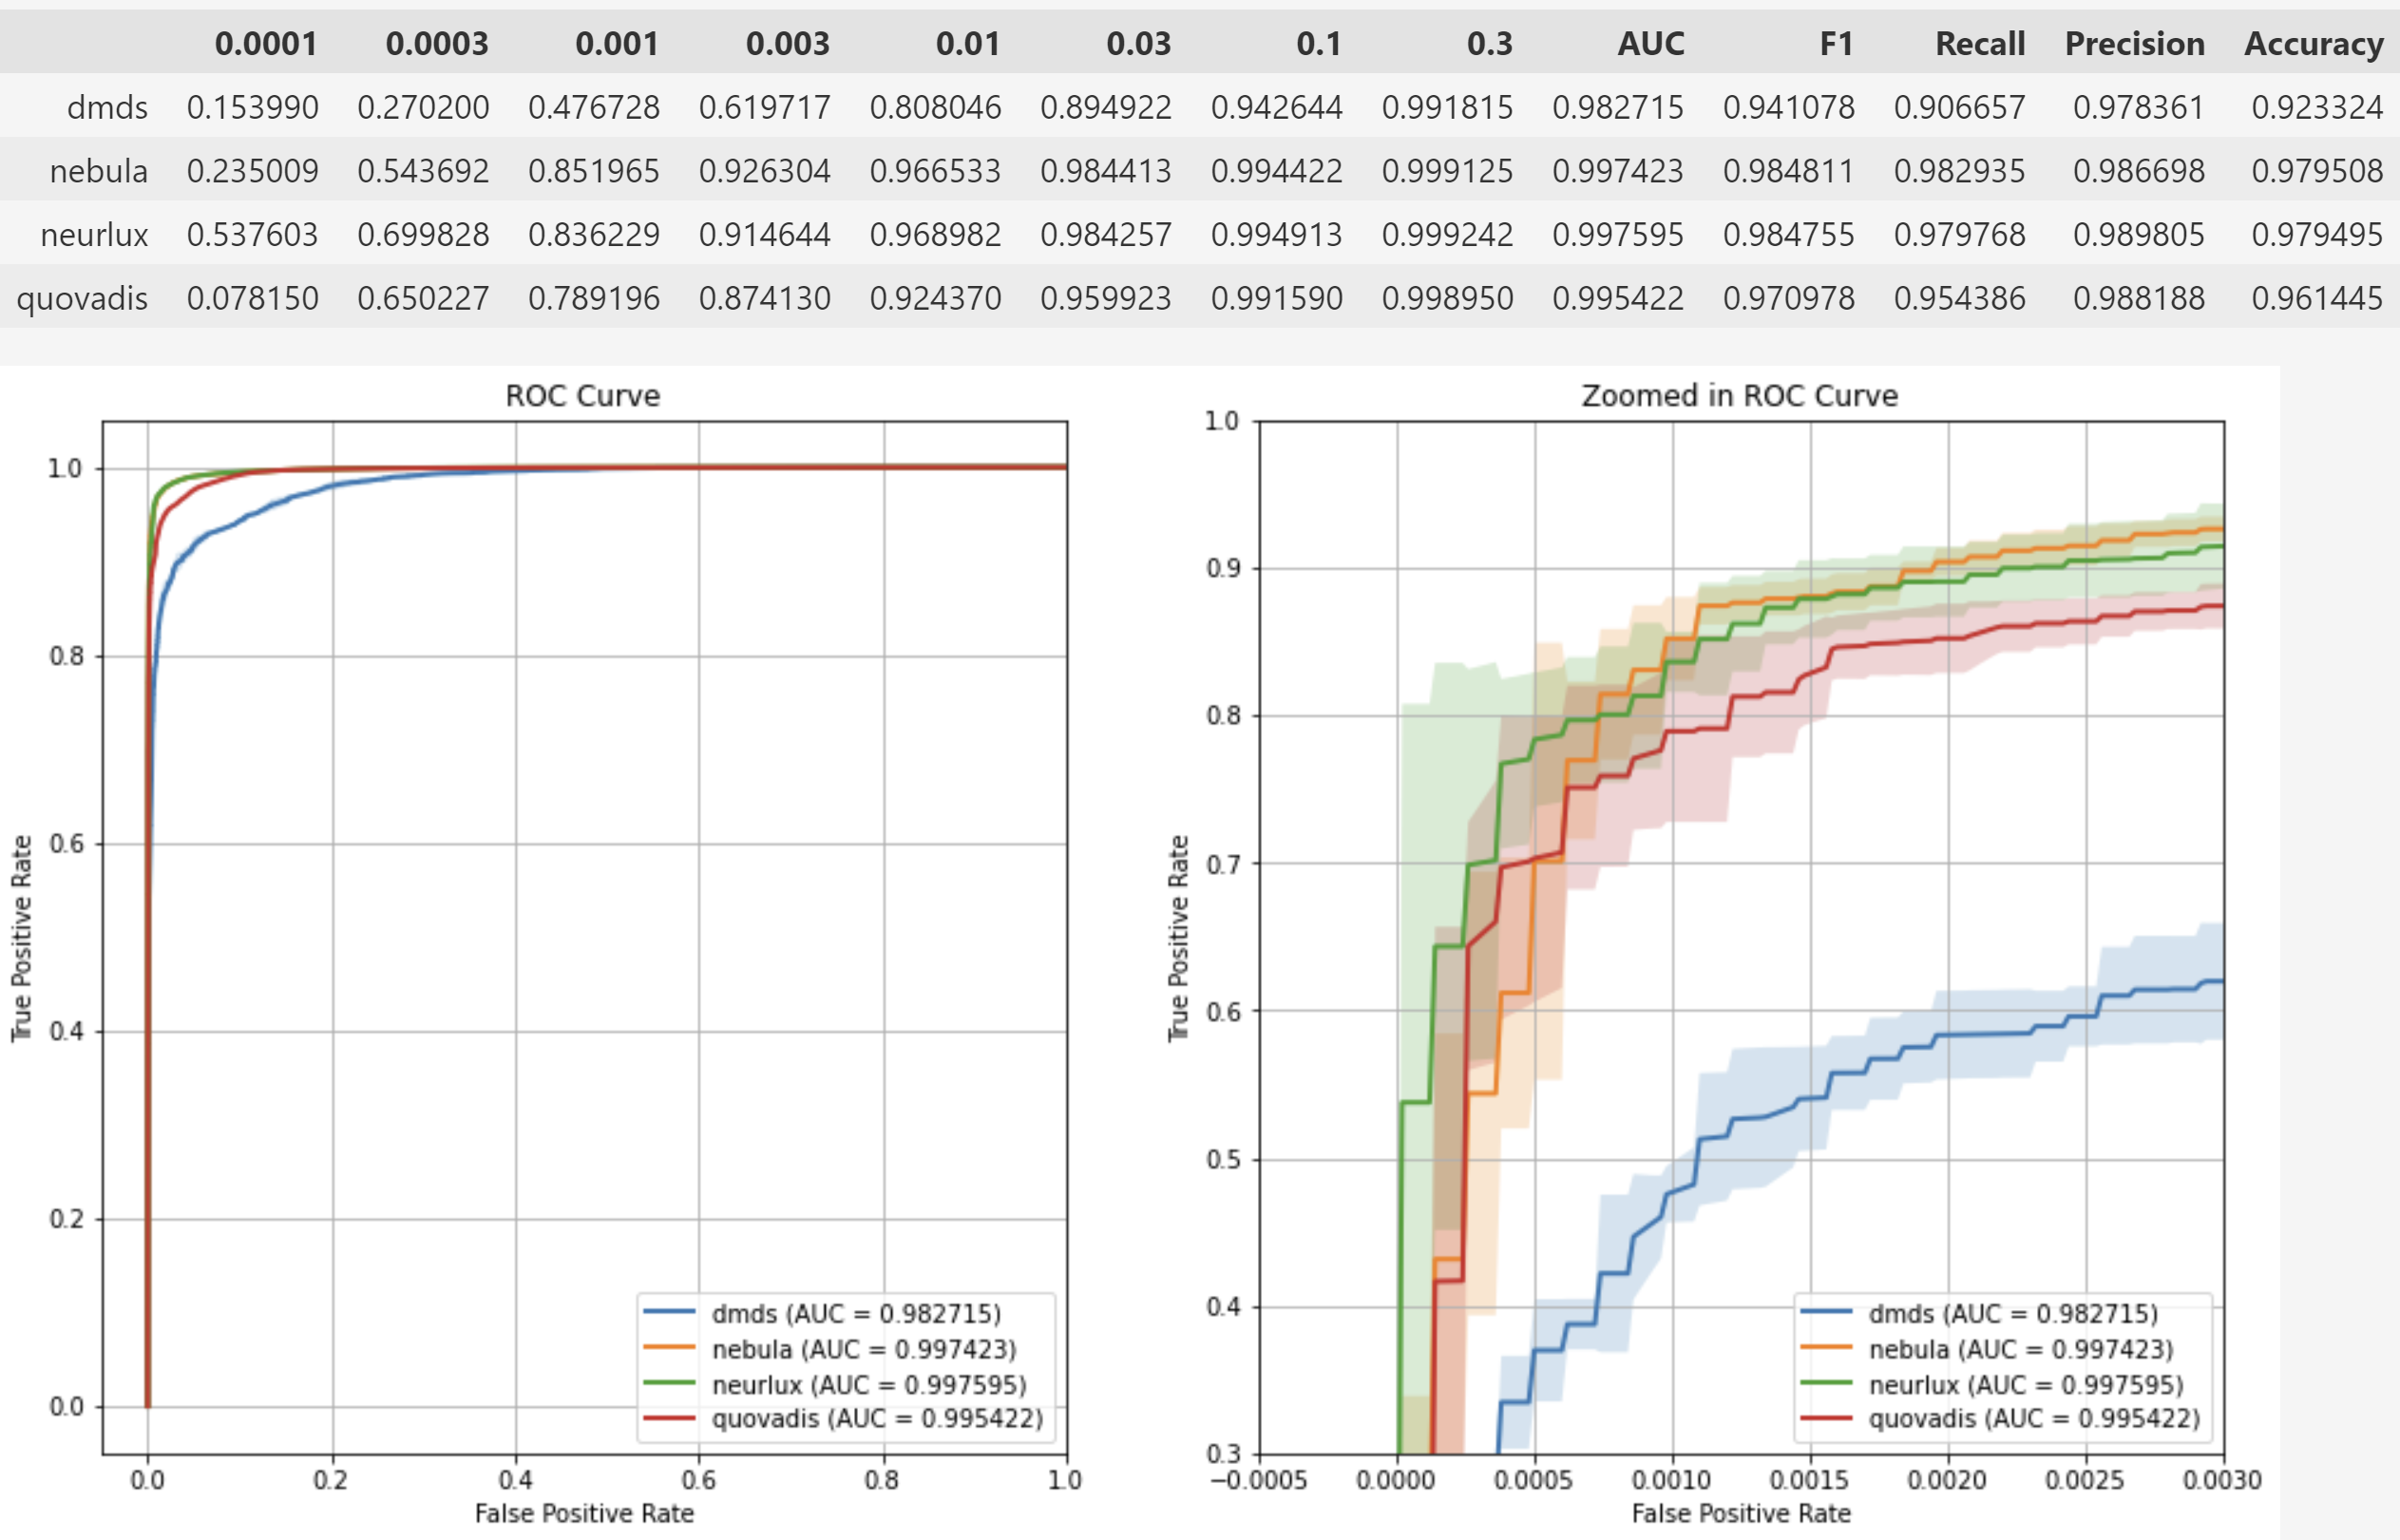 0.0001 0.0003 0.001 0.003 0.01 0.03 0.1 0.3 AUC F1 Recall Precision Accuracy
dmds 0.153990 0.270200 0.476728 0.619717 0.808046 0.894922 0.942644 0.991815 0.982715 0.941078 0.906657 0.978361 0.923324
nebula 0.235009 0.543692 0.851965 0.926304 0.966533 0.984413 0.994422 0.999125 0.997423 0.984811 0.982935 0.986698 0.979508
neurlux 0.537603 0.699828 0.836229 0.914644 0.968982 0.984257 0.994913 0.999242 0.997595 0.984755 0.979768 0.989805 0.979495
quovadis 0.078150 0.650227 0.789196 0.874130 0.924370 0.959923 0.991590 0.998950 0.995422 0.970978 0.954386 0.988188 0.961445
ROC Curve
1.0
0.8
0.6
0.4
0.2
0.0
True Positive Rate
dmds (AUC = 0.982715)
nebula (AUC = 0.997423)
neurlux (AUC = 0.997595)
quovadis (AUC = 0.995422)
0.0 0.2 0.4 0.6 0.8 1.0
False Positive Rate
Zoomed in ROC Curve
1.0
0.9
0.8
0.7
0.6
0.5
0.4
0.3
True Positive Rate
dmds (AUC = 0.982715)
nebula (AUC = 0.997423)
neurlux (AUC = 0.997595)
quovadis (AUC = 0.995422)
−0.0005 0.0000 0.0005 0.0010 0.0015 0.0020 0.0025 0.0030
False Positive Rate